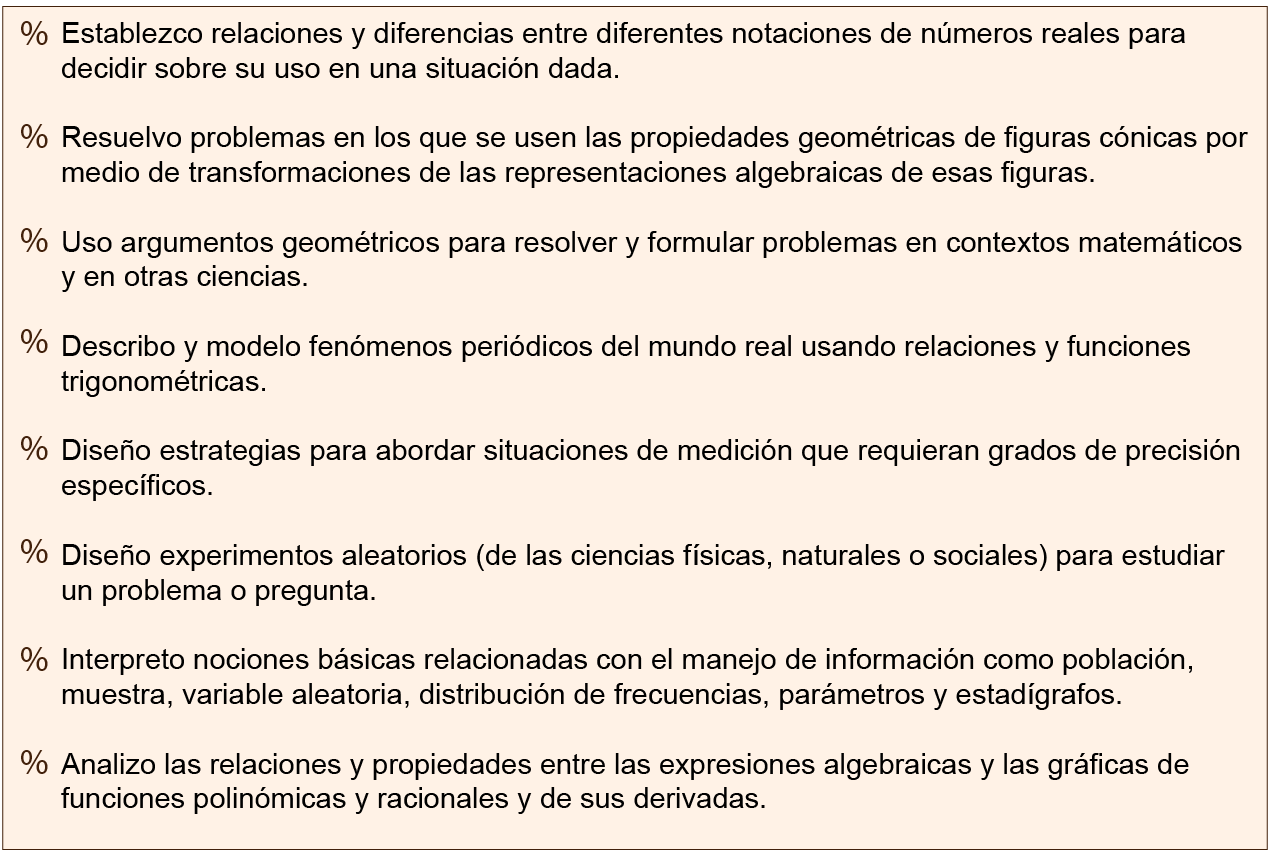 % Establezco relaciones y diferencias entre diferentes notaciones de números reales para
decidir sobre su uso en una situación dada.
% Resuelvo problemas en los que se usen las propiedades geométricas de figuras cónicas por
medio de transformaciones de las representaciones algebraicas de esas figuras.
% Uso argumentos geométricos para resolver y formular problemas en contextos matemáticos
y en otras ciencias.
% Describo y modelo fenómenos periódicos del mundo real usando relaciones y funciones
trigonométricas.
% Diseño estrategias para abordar situaciones de medición que requieran grados de precisión
específicos.
% Diseño experimentos aleatorios (de las ciencias físicas, naturales o sociales) para estudiar
un problema o pregunta.
% Interpreto nociones básicas relacionadas con el manejo de información como población,
muestra, variable aleatoria, distribución de frecuencias, parámetros y estadígrafos.
% Analizo las relaciones y propiedades entre las expresiones algebraicas y las gráficas de
funciones polinómicas y racionales y de sus derivadas.